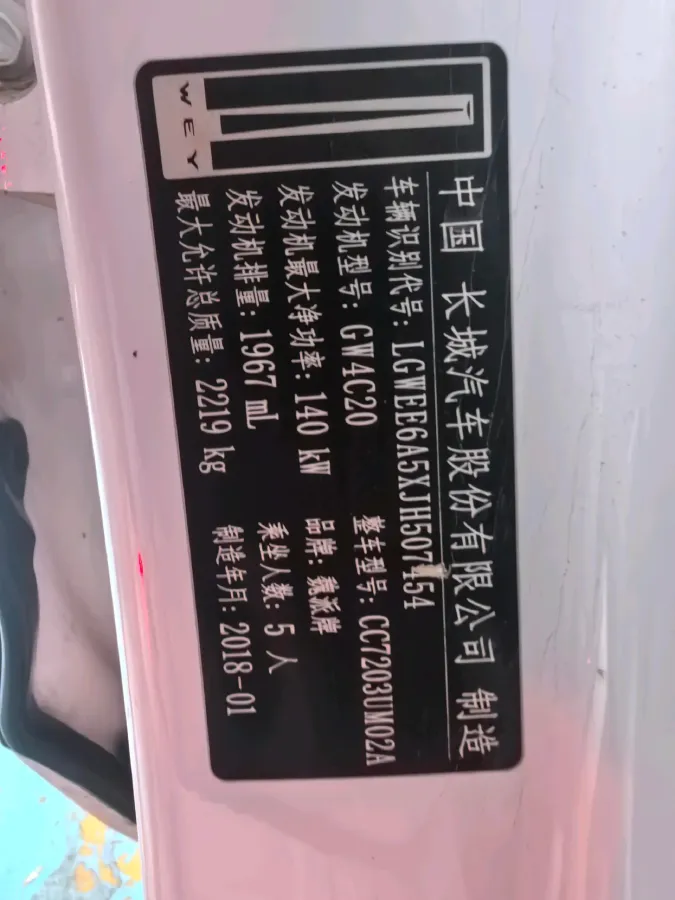 WEY
中国 长城汽车股份有限公司 制造
车辆识别代号: LGWEE6A5XJH507454
发动机型号: GW4C20 整车型号: CC7203UM02A
发动机最大净功率: 140 kW 品牌: 魏派牌
发动机排量: 1967 mL 乘坐人数: 5 人
最大允许总质量: 2219 kg 制造年月: 2018-01